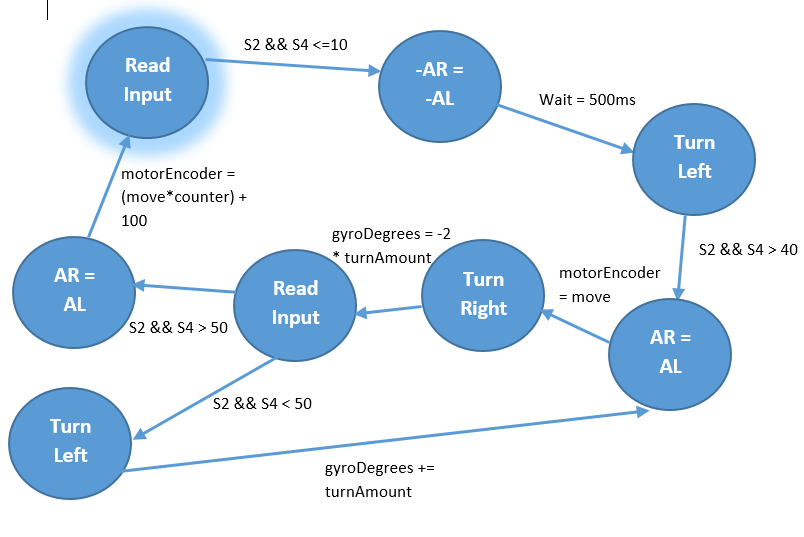 Read
Input
S2 && S4 <=10
-AR =
-AL
Wait = 500ms
Turn
Left
S2 && S4 > 40
AR =
AL
motorEncoder
= move
Turn
Right
gyroDegrees = -2
* turnAmount
Read
Input
S2 && S4 > 50
AR =
AL
motorEncoder =
(move*counter) +
100
S2 && S4 < 50
Turn
Left
gyroDegrees +=
turnAmount